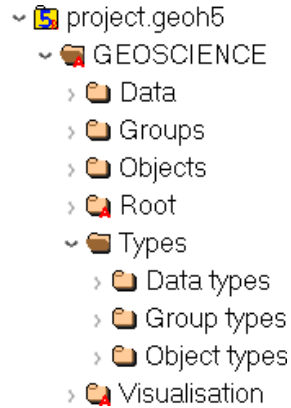 project.geoh5
GEOSCIENCE
Data
Groups
Objects
Root
Types
Data types
Group types
Object types
Visualisation